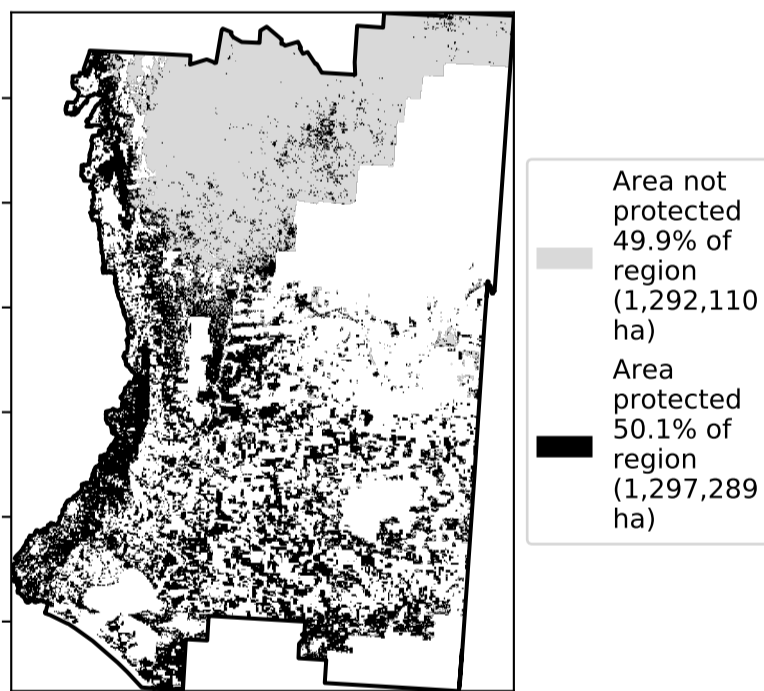 Area not
protected
49.9% of
region
(1,292,110
ha)
Area
protected
50.1% of
region
(1,297,289
ha)